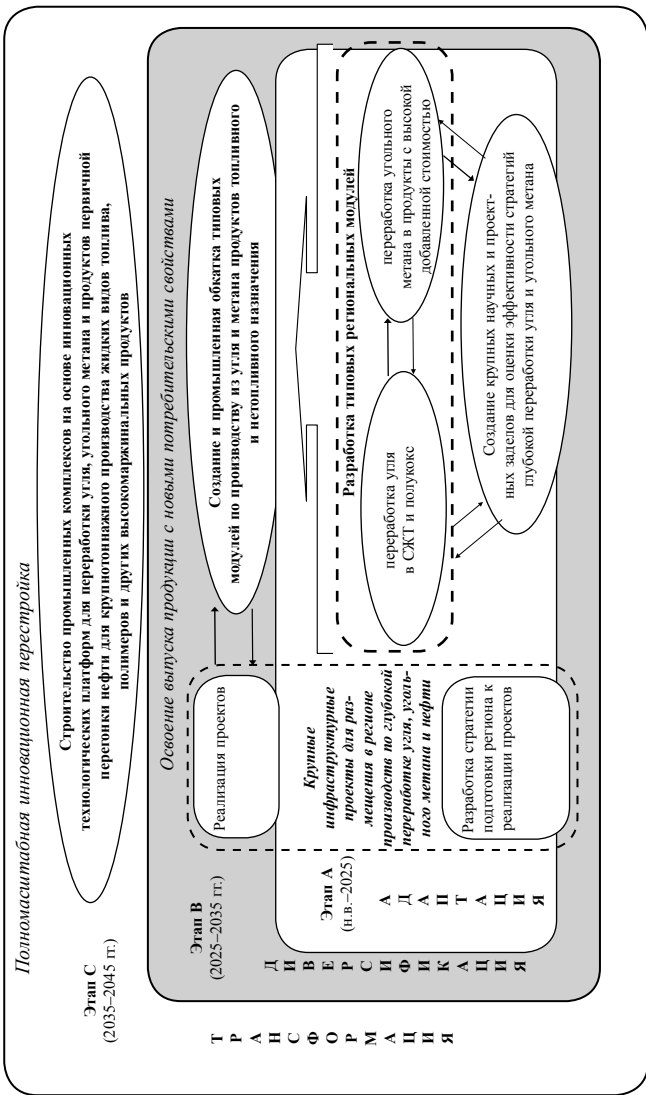 Полномасштабная инновационная перестройка
Этап С
(2035–2045 гг.)
Строительство промышленных комплексов на основе инновационных
технологических платформ для переработки угля, угольного метана и продуктов первичной
перегонки нефти для крупнотоннажного производства жидких видов топлива,
полимеров и других высокомаржинальных продуктов
ТРАНСФОРМАЦИЯ
Освоение выпуска продукции с новыми потребительскими свойствами
Этап В
(2025–2035 гг.)
Реализация проектов
Создание и промышленная обкатка типовых
модулей по производству из угля и метана продуктов топливного
и нетопливного назначения
ДИВЕРСИФИКАЦИЯ
Этап А
(н.в.–2025)
АДАПТАЦИЯ
Крупные
инфраструктурные
проекты для раз-
мещения в регионе
производств по глубокой
переработке угля, уголь-
ного метана и нефти
Разработка стратегии
подготовки региона к
реализации проектов
Разработка типовых региональных модулей
переработка угля
в СЖТ и полукокс
переработка угольного
метана в продукты с высокой
добавленной стоимостью
Создание крупных научных и проект-
ных заделов для оценки эффективности стратегий
глубокой переработки угля и угольного метана